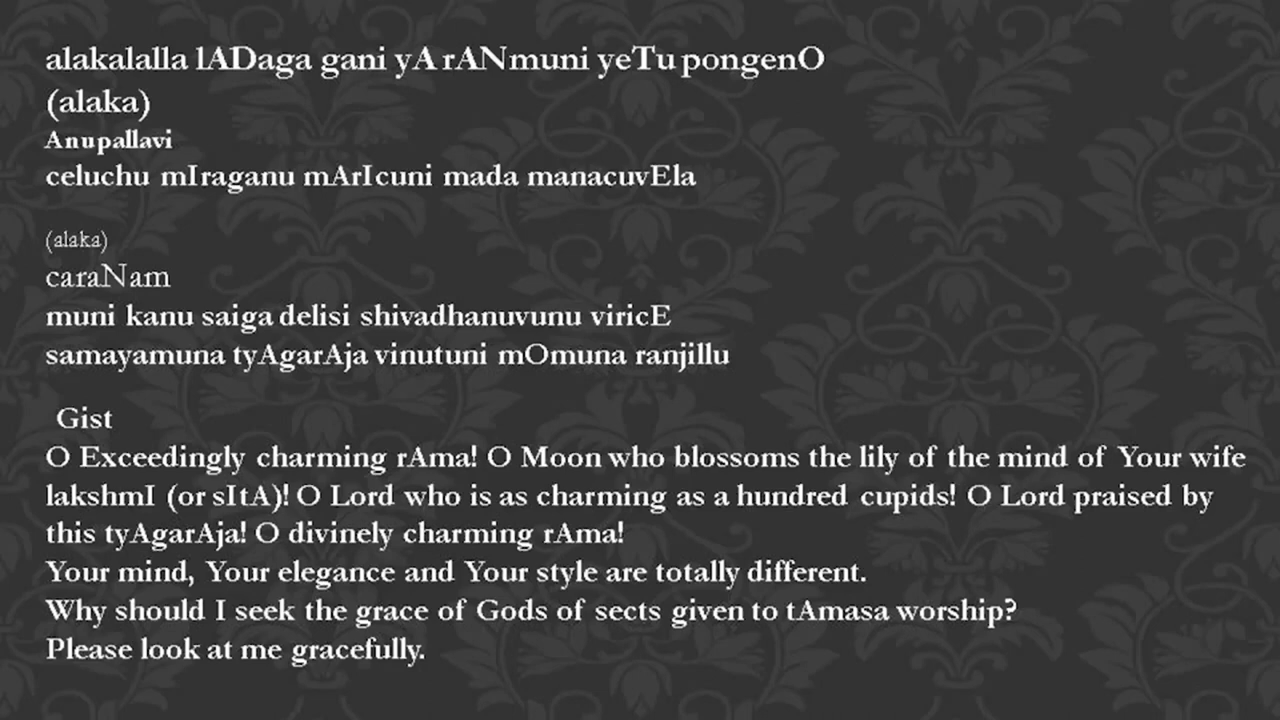 alakalalla lADaga gani yA rANmuni yeTu pongenO
(alaka)
Anupallavi
celuchu mIraganu mArIcuni mada manacuvEla
(alaka)
caraNam
muni kanu saiga delisi shivadhanuvunu viricE
samayamuna tyAgarAja vinutuni mOmuna ranjillu
Gist
O Exceedingly charming rAma! O Moon who blossoms the lily of the mind of Your wife
lakshmI (or sItA)! O Lord who is as charming as a hundred cupids! O Lord praised by
this tyAgarAja! O divinely charming rAma!
Your mind, Your elegance and Your style are totally different.
Why should I seek the grace of Gods of sects given to tAmasa worship?
Please look at me gracefully.